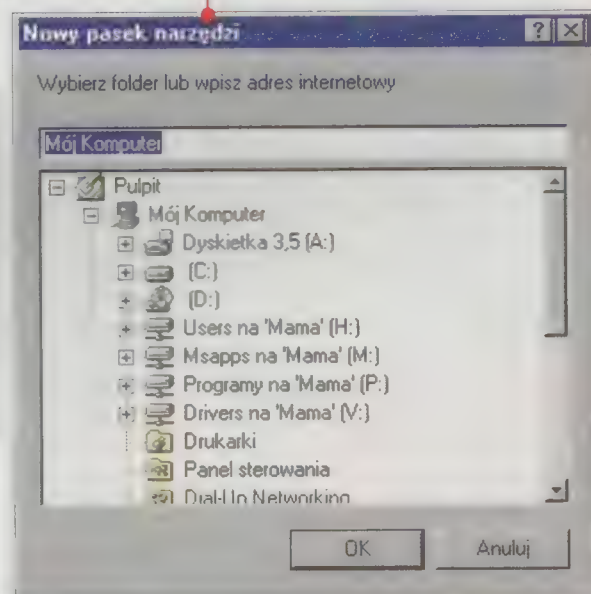 Nowy pasek narzędzi
Wybierz folder lub wpisz adres internetowy
Mój Komputer
Pulpit
Mój Komputer
Dyskietka 3,5 (A:)
(C:)
(D:)
Users na 'Mama' (H:)
Msapps na 'Mama' (M:)
Programy na 'Mama' (P:)
Drivers na 'Mama' (V:)
Drukarki
Panel sterowania
Dial-Up Networking
OK
Anuluj